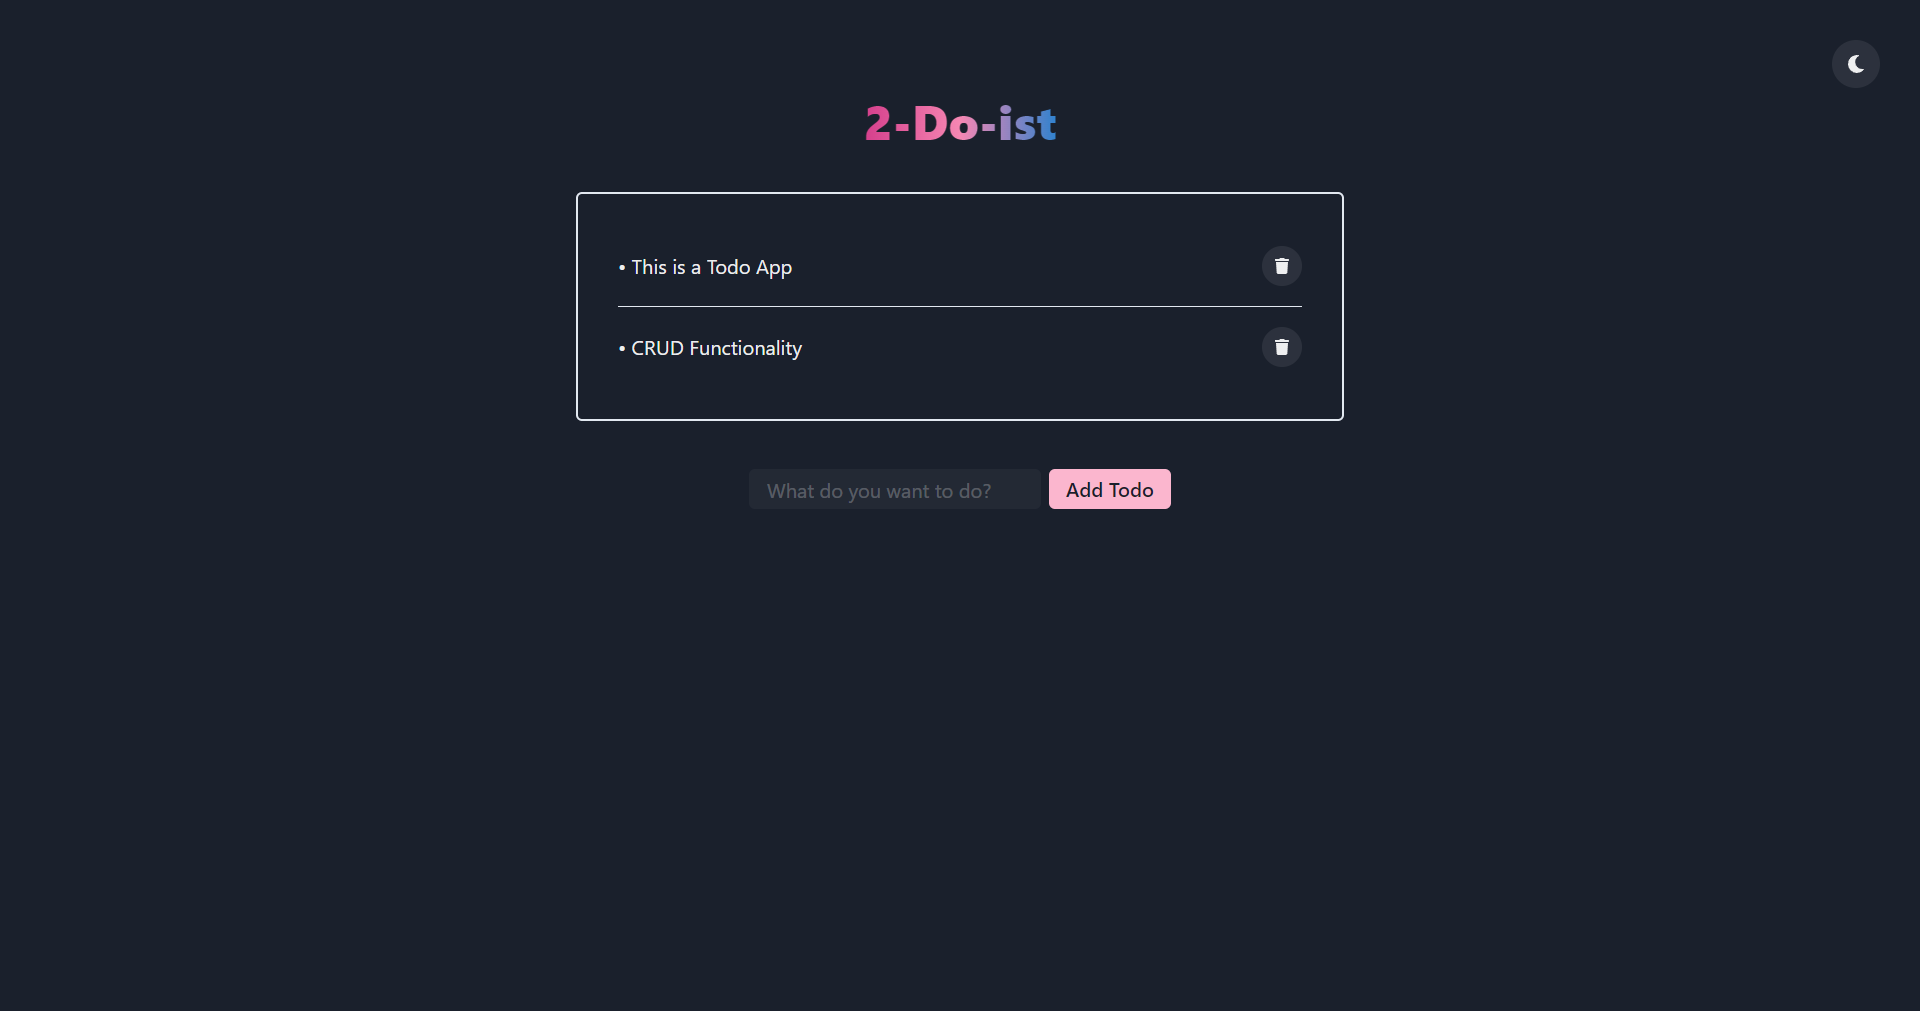 2-Do-ist
• This is a Todo App
• CRUD Functionality
What do you want to do?
Add Todo